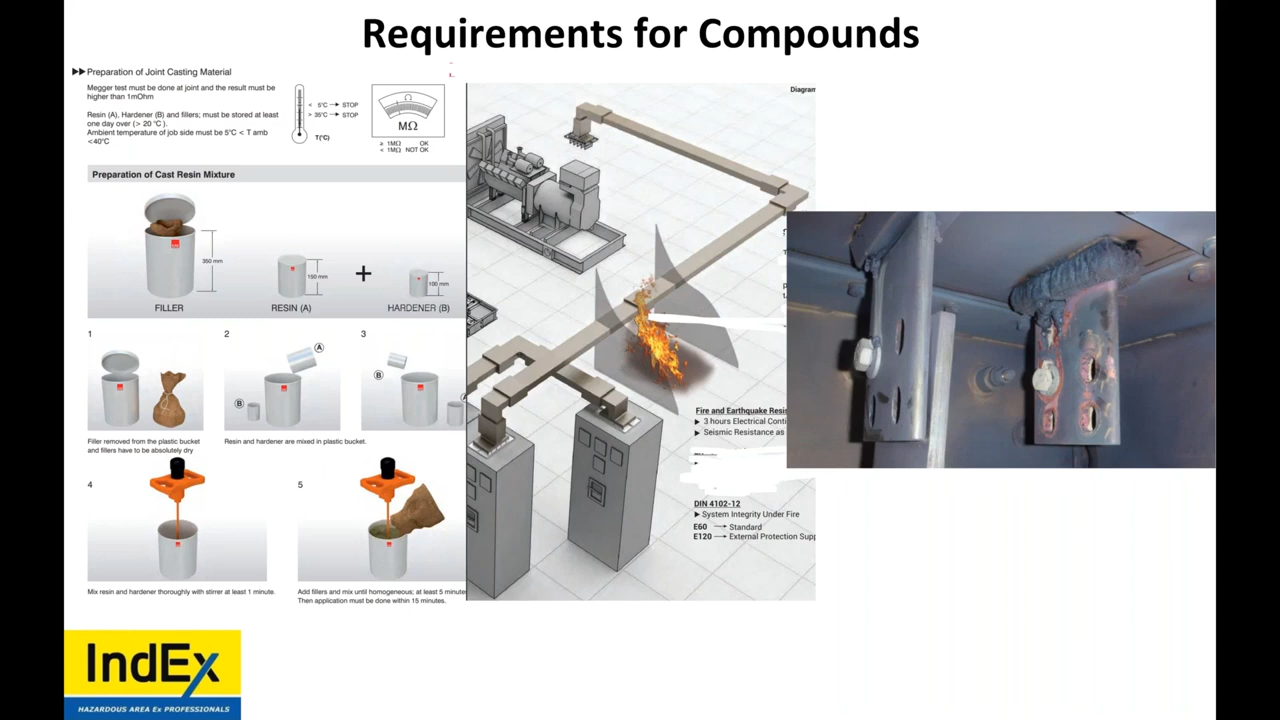 Requirements for Compounds
▶▶Preparation of Joint Casting Material
Megger test must be done at joint and the result must be
higher than 1mOhm
Resin (A), Hardener (B) and fillers; must be stored at least
one day over (> 20 °C )
Ambient temperature of job side must be 5°C < T amb
<40°C
< 5°C → STOP
> 35°C → STOP
T(°C)
Ω
MΩ
≥ 1MΩ OK
< 1MΩ NOT OK
Preparation of Cast Resin Mixture
350 mm
150 mm
+
100 mm
FILLER
RESIN (A)
HARDENER (B)
1
2
3
A
B
B
A
Filler removed from the plastic bucket
and fillers have to be absolutely dry
Resin and hardener are mixed in plastic bucket.
4
5
Mix resin and hardener thoroughly with stirrer at least 1 minute.
Add fillers and mix until homogeneous; at least 5 minute
Then application must be done within 15 minutes.
Diagram
Fire and Earthquake Resis
▶ 3 hours Electrical Conti
▶ Seismic Resistance as
DIN 4102-12
▶ System Integrity Under Fire
E60 → Standard
E120 → External Protection Supp
IndEx
HAZARDOUS AREA Ex PROFESSIONALS